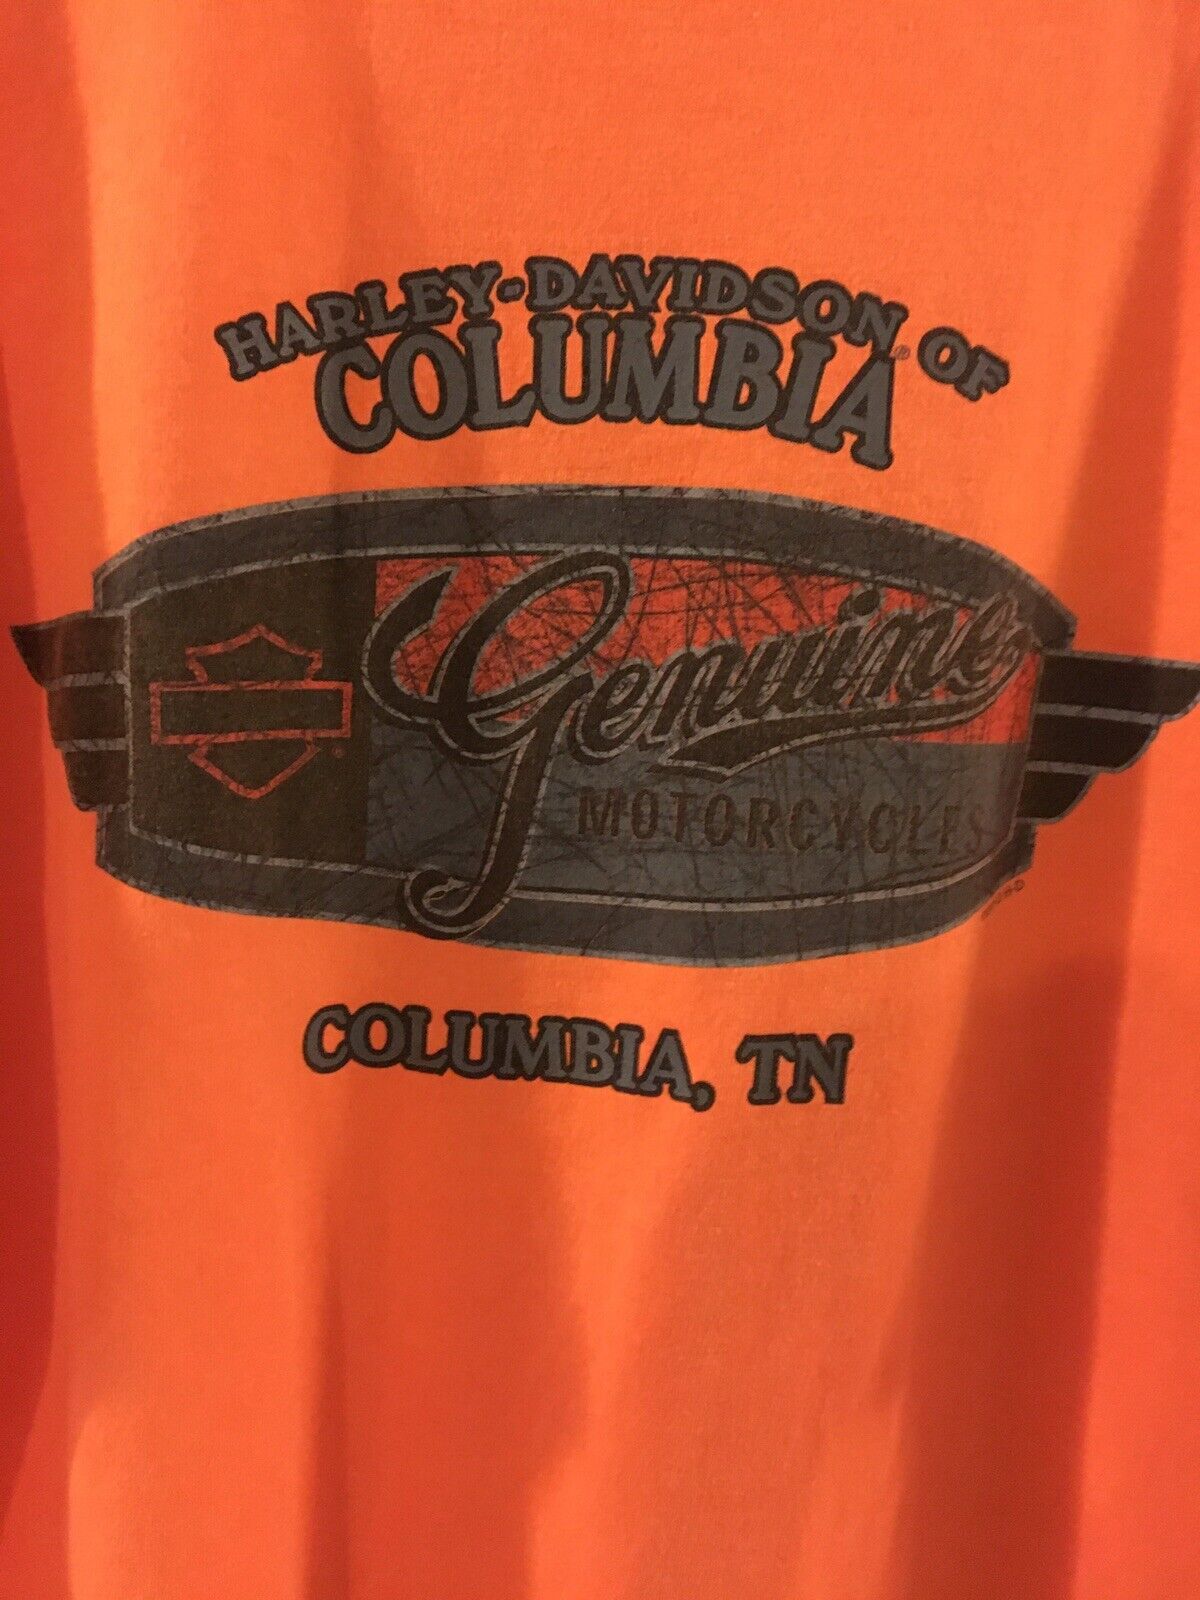 HARLEY-DAVIDSON OF
COLUMBIA®
Genuine
MOTORCYCLES
®
COLUMBIA, TN